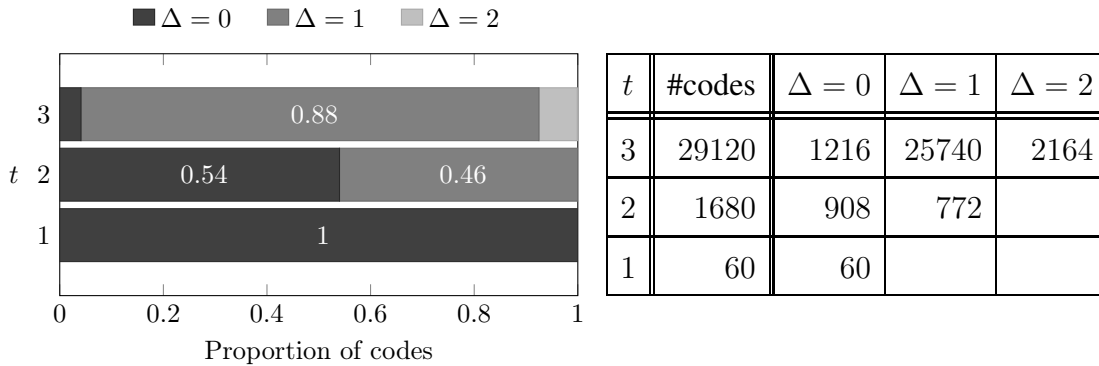 Δ = 0 Δ = 1 Δ = 2
3 0.88
t 2 0.54 0.46
1 1
0 0.2 0.4 0.6 0.8 1
Proportion of codes
t #codes Δ = 0 Δ = 1 Δ = 2
3 29120 1216 25740 2164
2 1680 908 772
1 60 60